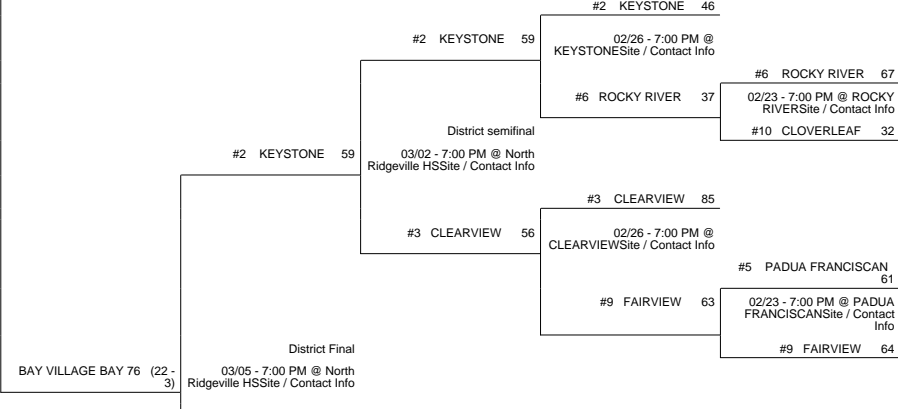 #2 KEYSTONE 46
#2 KEYSTONE 59
02/26 - 7:00 PM @
KEYSTONESite / Contact Info
#6 ROCKY RIVER 67
#6 ROCKY RIVER 37
02/23 - 7:00 PM @ ROCKY
RIVERSite / Contact Info
District semifinal
#10 CLOVERLEAF 32
#2 KEYSTONE 59
03/02 - 7:00 PM @ North
Ridgeville HSSite / Contact Info
#3 CLEARVIEW 85
#3 CLEARVIEW 56
02/26 - 7:00 PM @
CLEARVIEWSite / Contact Info
#5 PADUA FRANCISCAN
61
#9 FAIRVIEW 63
02/23 - 7:00 PM @ PADUA
FRANCISCANSite / Contact
Info
District Final
#9 FAIRVIEW 64
BAY VILLAGE BAY 76 (22 -
3)
03/05 - 7:00 PM @ North
Ridgeville HSSite / Contact Info